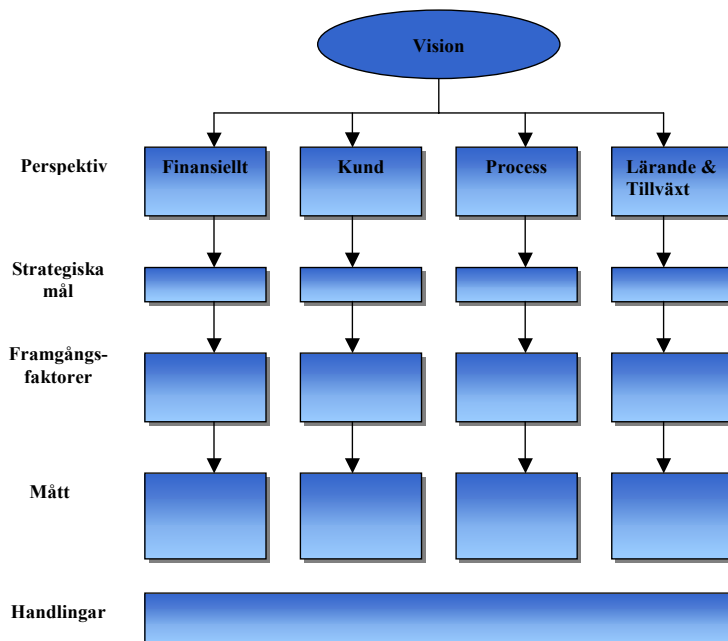 Vision
Perspektiv
Finansiellt
Kund
Process
Lärande &
Tillväxt
Strategiska
mål
Framgångs-
faktorer
Mått
Handlingar